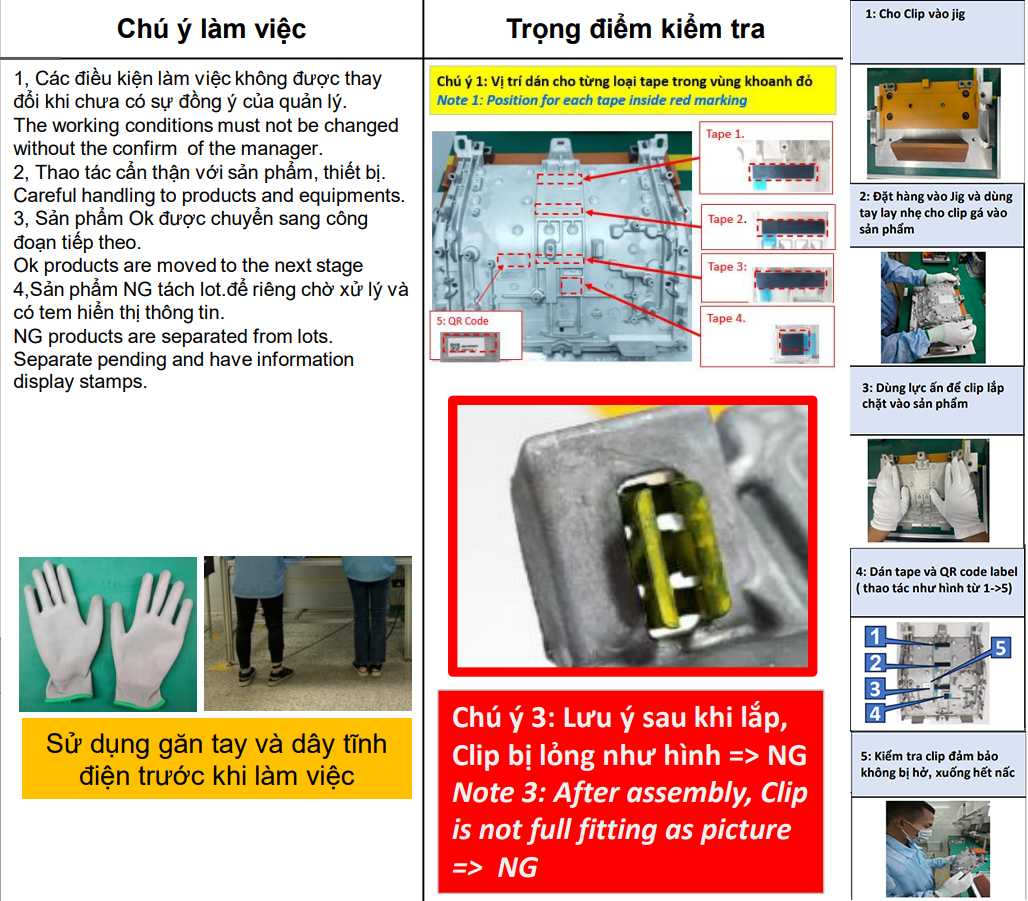 Chú ý làm việc
1, Các điều kiện làm việc không được thay
đổi khi chưa có sự đồng ý của quản lý.
The working conditions must not be changed
without the confirm of the manager.
2, Thao tác cẩn thận với sản phẩm, thiết bị.
Careful handling to products and equipments.
3, Sản phẩm Ok được chuyển sang công
đoạn tiếp theo.
Ok products are moved to the next stage
4,Sản phẩm NG tách lot.để riêng chờ xử lý và
có tem hiển thị thông tin.
NG products are separated from lots.
Separate pending and have information
display stamps.
Sử dụng găn tay và dây tĩnh
điện trước khi làm việc
Trọng điểm kiểm tra
Chú ý 1: Vị trí dán cho từng loại tape trong vùng khoanh đỏ
Note 1: Position for each tape inside red marking
Tape 1.
Tape 2.
Tape 3:
Tape 4.
5: QR Code
Chú ý 3: Lưu ý sau khi lắp,
Clip bị lỏng như hình => NG
Note 3: After assembly, Clip
is not full fitting as picture
=> NG
1: Cho Clip vào jig
2: Đặt hàng vào Jig và dùng
tay lay nhẹ cho clip gá vào
sản phẩm
3: Dùng lực ấn để clip lắp
chặt vào sản phẩm
4: Dán tape và QR code label
( thao tác như hình từ 1->5)
1
2
3
4
5
5: Kiểm tra clip đảm bảo
không bị hở, xuống hết nấc